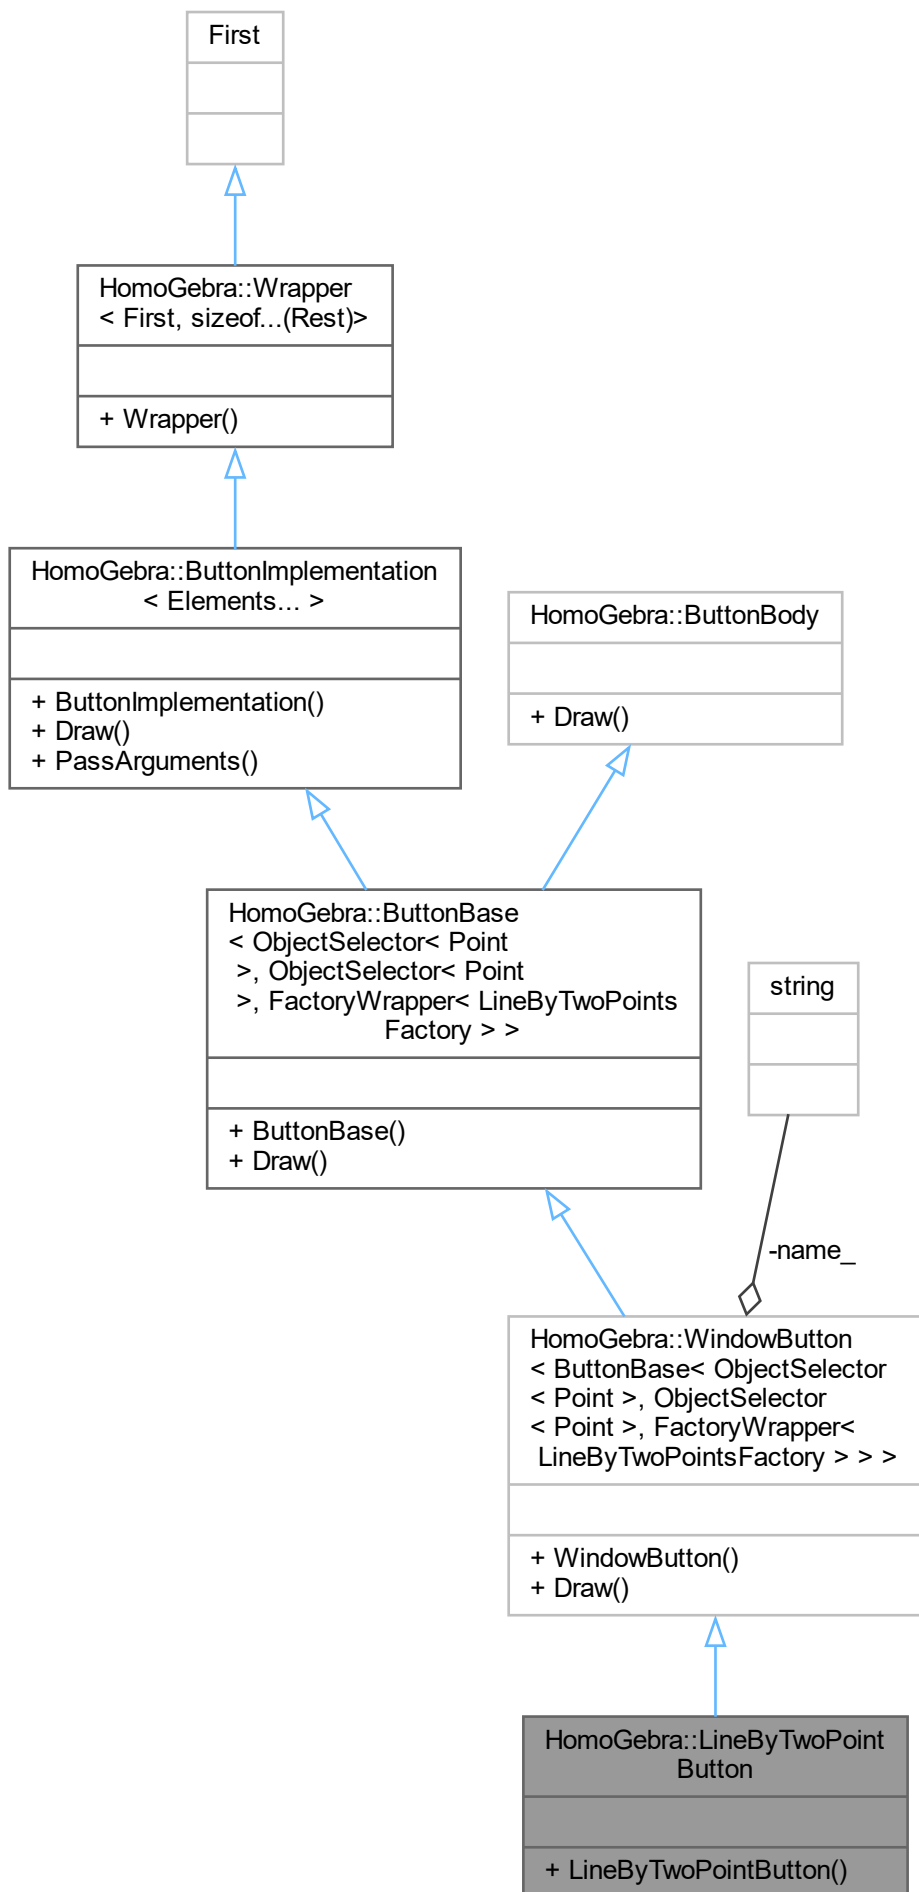 First
HomoGebra::Wrapper
< First, sizeof...(Rest)>
+ Wrapper()
HomoGebra::ButtonImplementation
< Elements... >
+ ButtonImplementation()
+ Draw()
+ PassArguments()
HomoGebra::ButtonBody
+ Draw()
HomoGebra::ButtonBase
< ObjectSelector< Point
>, ObjectSelector< Point
>, FactoryWrapper< LineByTwoPoints
Factory > >
+ ButtonBase()
+ Draw()
string
-name_
HomoGebra::WindowButton
< ButtonBase< ObjectSelector
< Point >, ObjectSelector
< Point >, FactoryWrapper<
LineByTwoPointsFactory > > >
+ WindowButton()
+ Draw()
HomoGebra::LineByTwoPoint
Button
+ LineByTwoPointButton()